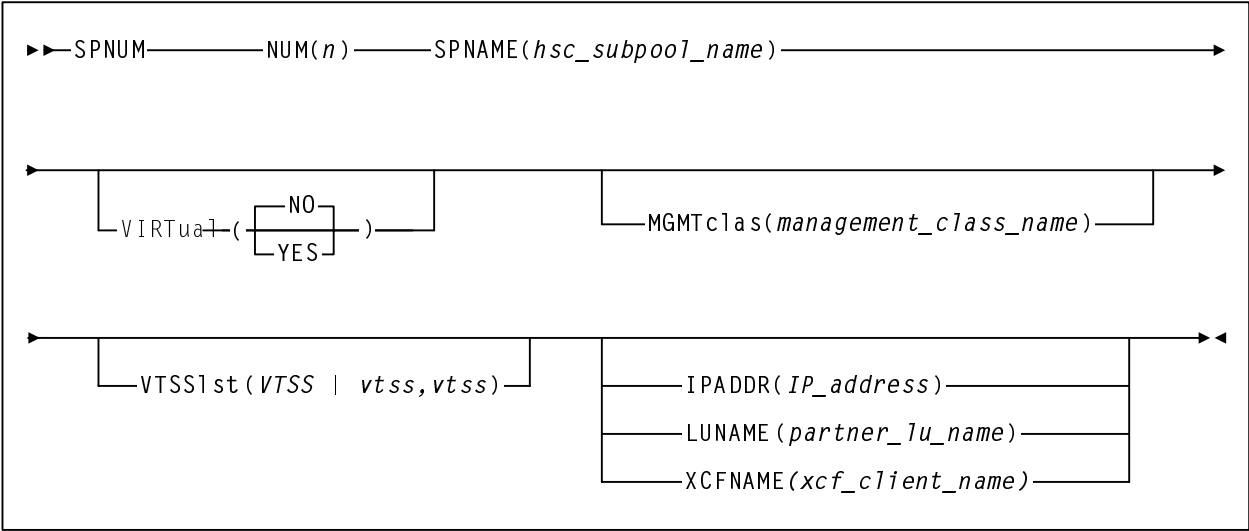 SPNUM NUM(n) SPNAME(hsc_subpool_name)
NO
VIRTual ( )
YES
MGMTclas(management_class_name)
VTSSlst(VTSS | vtss,vtss)
IPADDR(IP_address)
LUNAME(partner_lu_name)
XCFNAME(xcf_client_name)